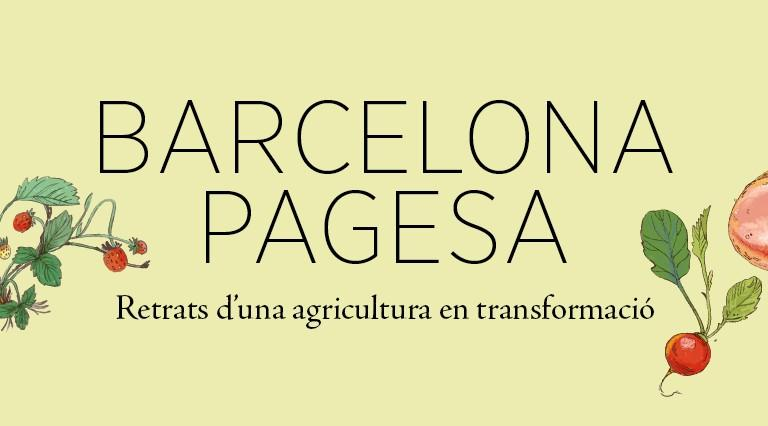 BARCELONA
PAGESA
Retrats d’una agricultura en transformació